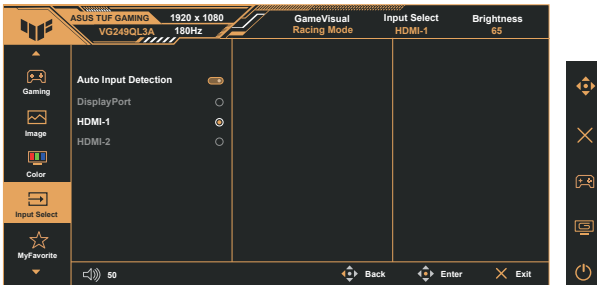 ASUS TUF GAMING 1920 x 1080
VG249QL3A 180Hz
GameVisual
Racing Mode
Input Select
HDMI-1
Brightness
65
Gaming
Image
Color
Input Select
MyFavorite
Auto Input Detection
DisplayPort
HDMI-1
HDMI-2
50
Back
Enter
Exit